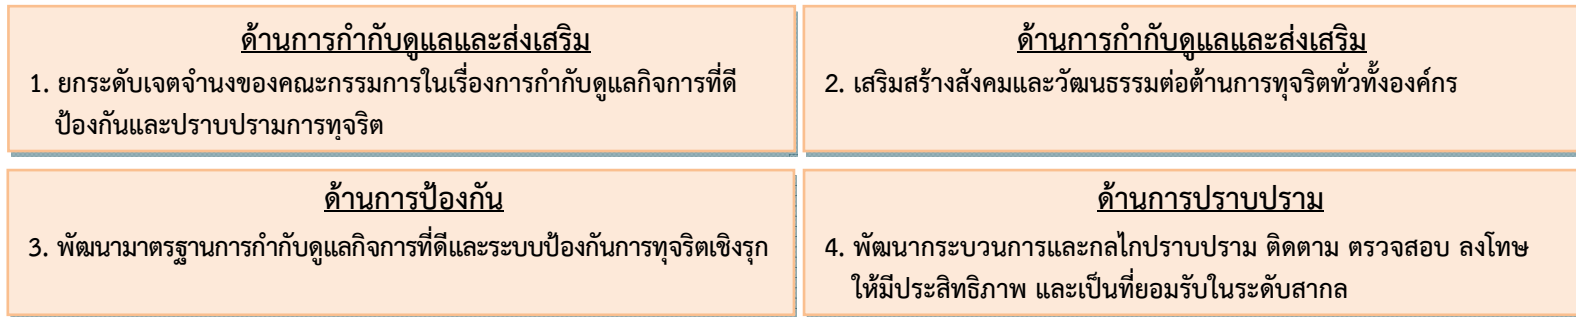 ด้านการกำกับดูแลและส่งเสริม
1. ยกระดับเจตจำนงของคณะกรรมการในเรื่องการกำกับดูแลกิจการที่ดี
ป้องกันและปราบปรามการทุจริต
ด้านการกำกับดูแลและส่งเสริม
2. เสริมสร้างสังคมและวัฒนธรรมต่อต้านการทุจริตทั่วทั้งองค์กร
ด้านการป้องกัน
3. พัฒนามาตรฐานการกำกับดูแลกิจการที่ดีและระบบป้องกันการทุจริตเชิงรุก
ด้านการปราบปราม
4. พัฒนากระบวนการและกลไกปราบปราม ติดตาม ตรวจสอบ ลงโทษ
ให้มีประสิทธิภาพ และเป็นที่ยอมรับในระดับสากล